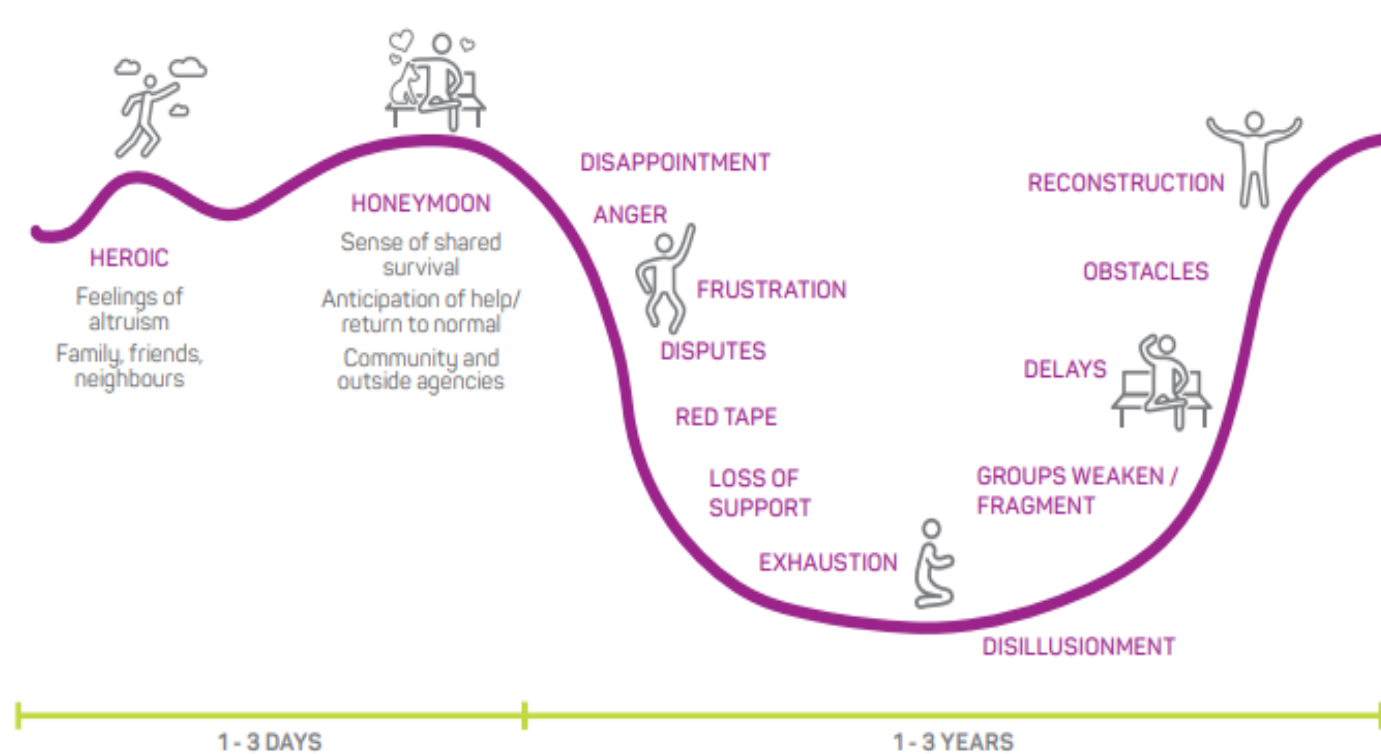 HEROIC
Feelings of
altruism
Family, friends,
neighbours
HONEYMOON
Sense of shared
survival
Anticipation of help/
return to normal
Community and
outside agencies
DISAPPOINTMENT
ANGER
FRUSTRATION
DISPUTES
RED TAPE
LOSS OF
SUPPORT
EXHAUSTION
DISILLUSIONMENT
GROUPS WEAKEN /
FRAGMENT
DELAYS
OBSTACLES
RECONSTRUCTION
1 - 3 DAYS
1 - 3 YEARS